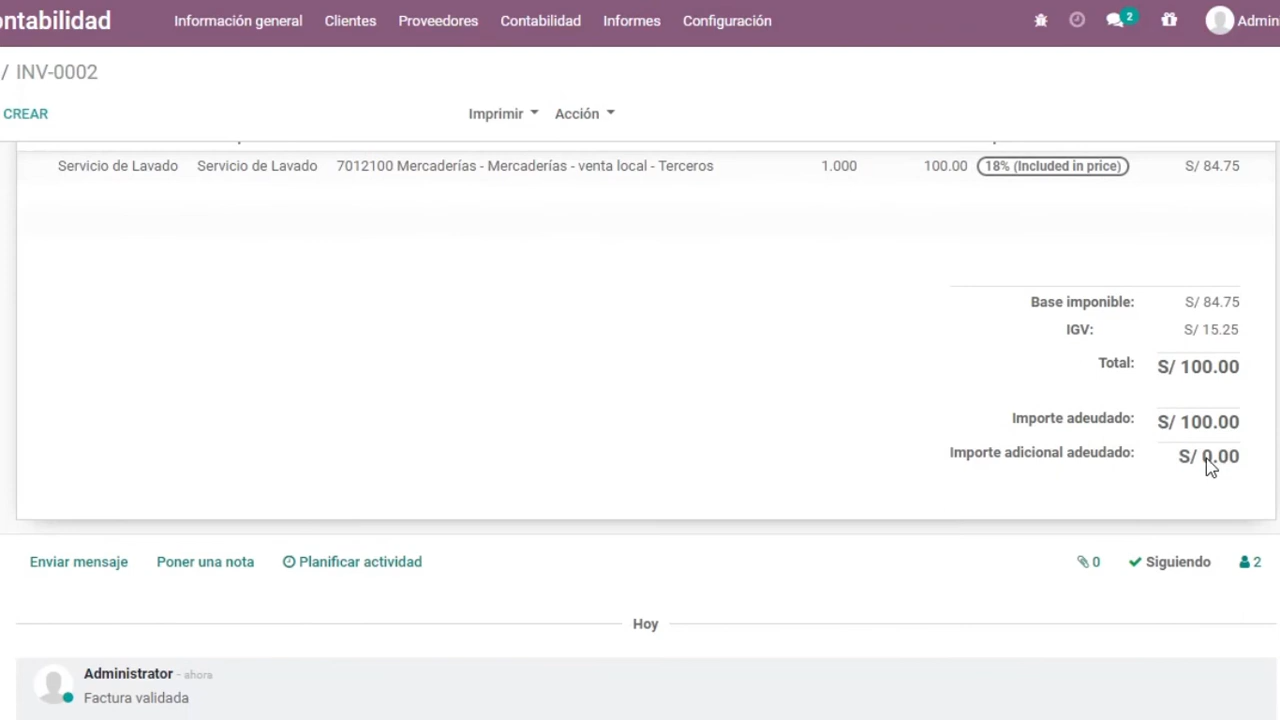 ontabilidad Información general Clientes Proveedores Contabilidad Informes Configuración 2 Admin
/ INV-0002
CREAR Imprimir Acción
Servicio de Lavado Servicio de Lavado 7012100 Mercaderías - Mercaderías - venta local - Terceros 1.000 100.00 18% (Included in price) S/ 84.75
Base imponible: S/ 84.75
IGV: S/ 15.25
Total: S/ 100.00
Importe adeudado: S/ 100.00
Importe adicional adeudado: S/ 0.00
Enviar mensaje Poner una nota Planificar actividad 0 Siguiendo 2
Hoy
Administrator - ahora
Factura validada